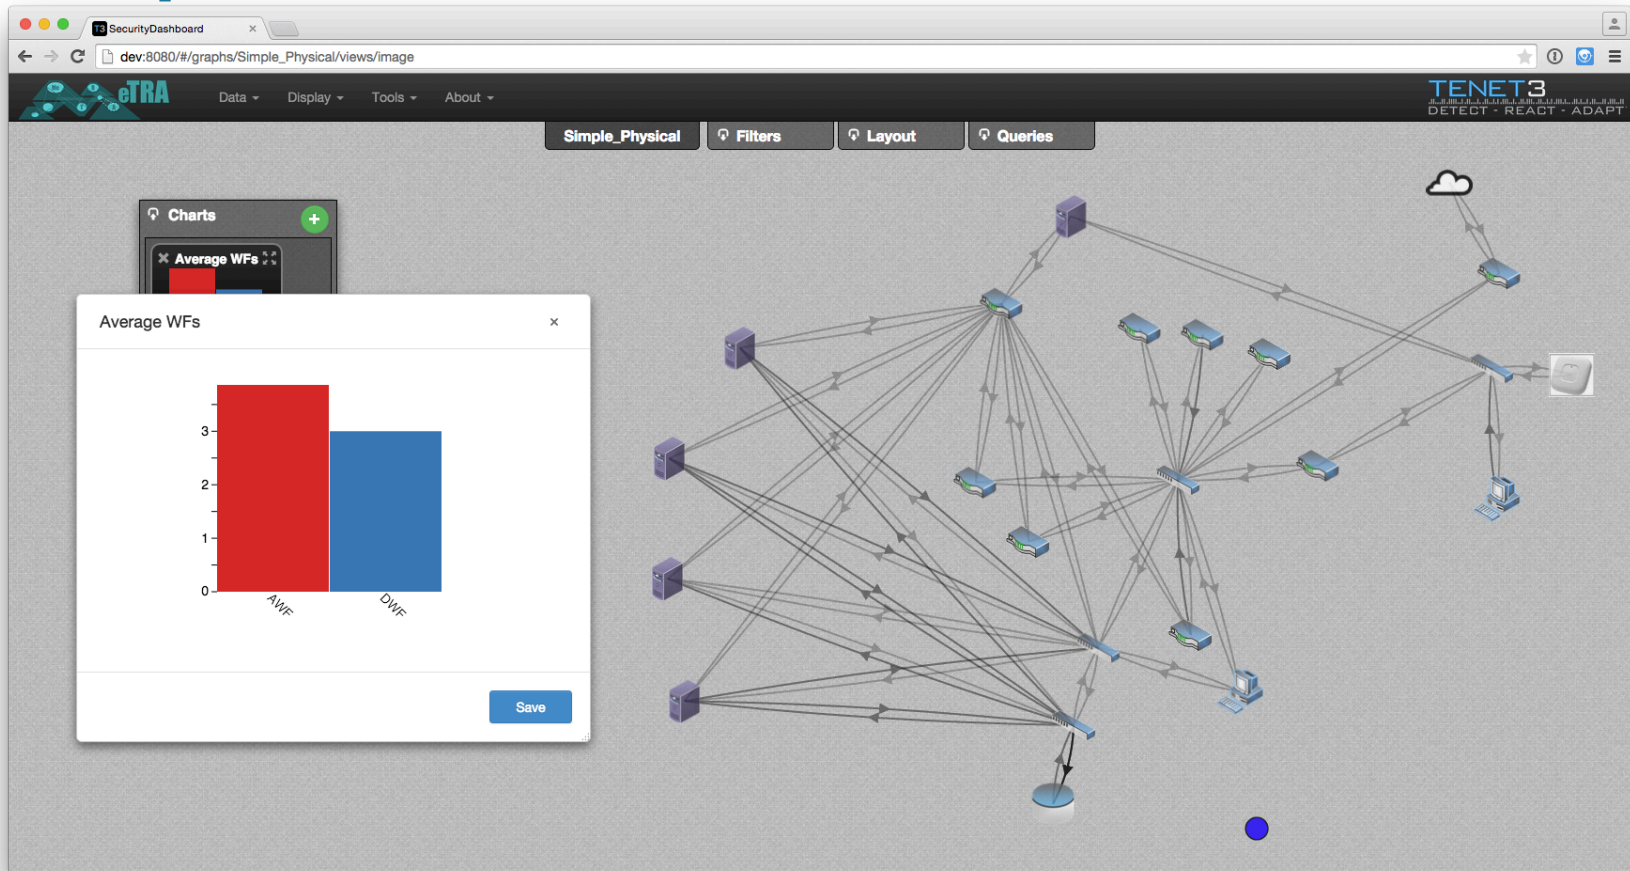 T3 SecurityDashboard
dev:8080/#/graphs/Simple_Physical/views/image
eTRA
Data
Display
Tools
About
TENET3
DETECT - REACT - ADAPT
Simple_Physical
Filters
Layout
Queries
Charts
Average WFs
Average WFs
3
2
1
0
AWF
DWF
Save